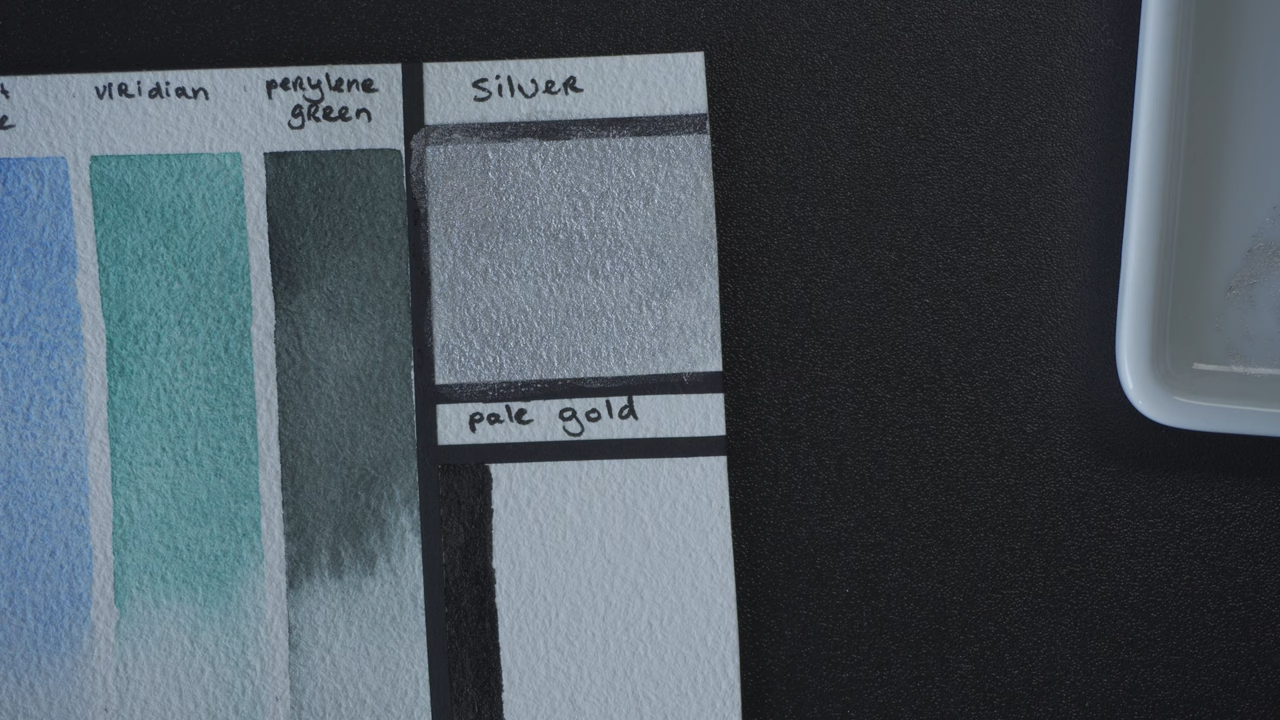 viridian
perylene
green
silver
pale gold